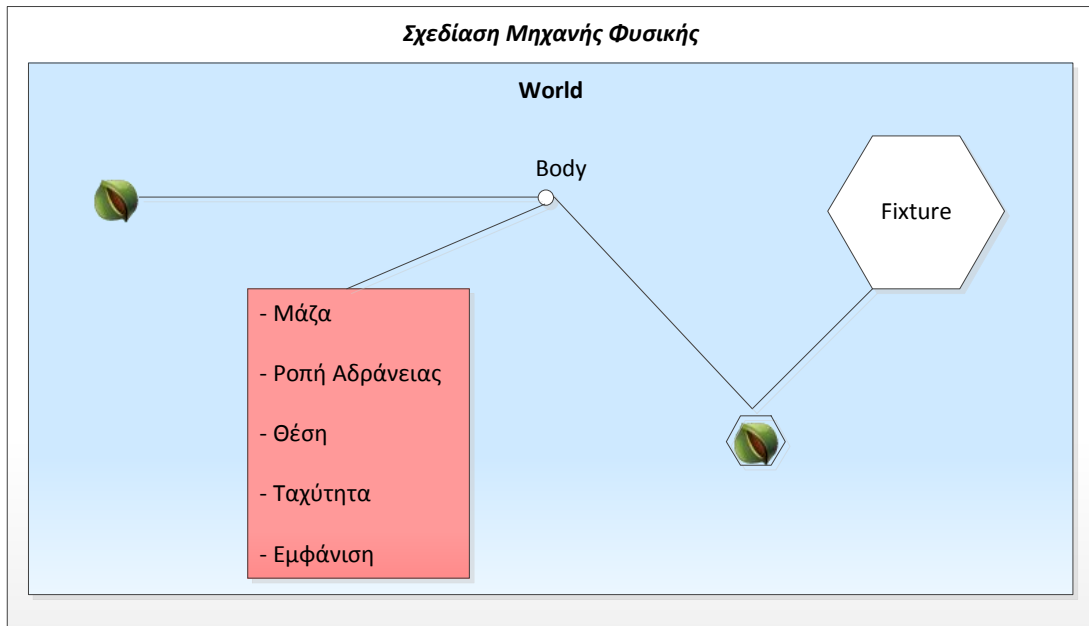 Σχεδίαση Μηχανής Φυσικής
World
Body
Fixture
- Μάζα
- Ροπή Αδράνειας
- Θέση
- Ταχύτητα
- Εμφάνιση